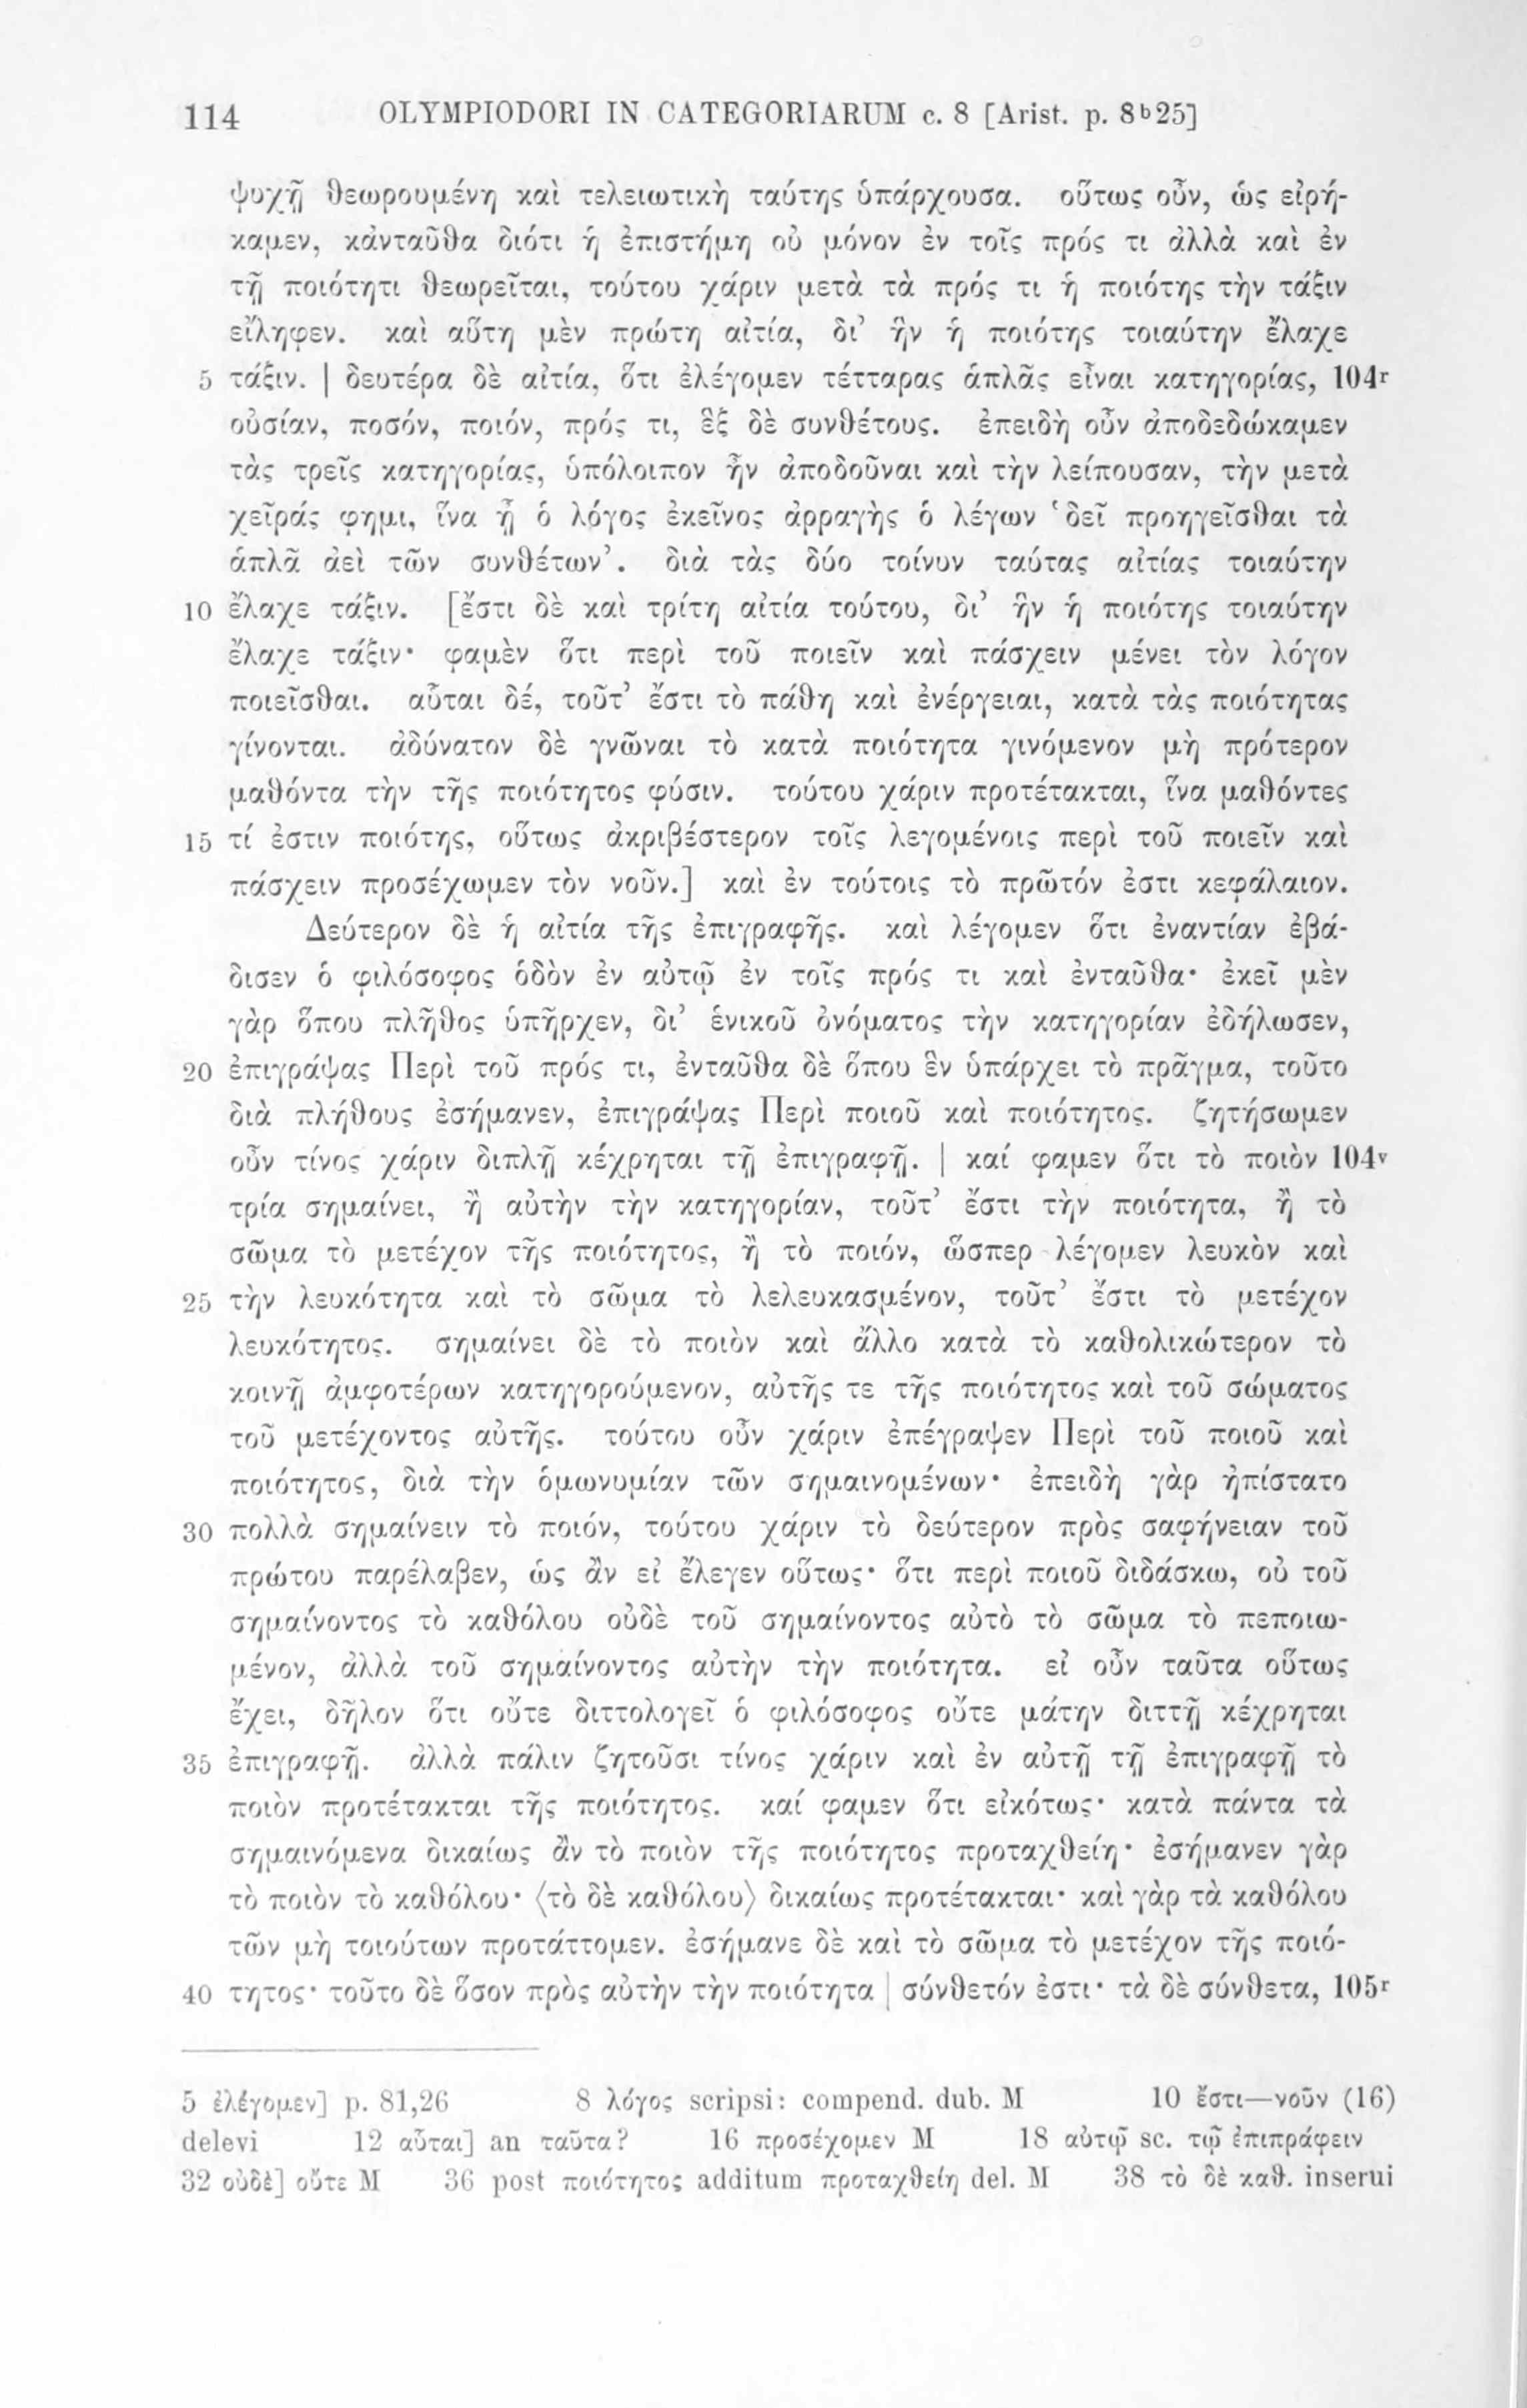 114 OLYMPIODORI IN CATEGORIARUM c. 8 [Arist. p. 8b25]
ψυχῇ θεωρουμένη καὶ τελειωτικὴ ταύτης ὑπάρχουσα. οὕτως οὖν, ὡς εἰρή-
καμεν, κἀνταῦθα διότι ἡ ἐπιστήμη οὐ μόνον ἐν τοῖς πρός τι ἀλλὰ καὶ ἐν
τῇ ποιότητι θεωρεῖται, τούτου χάριν μετὰ τὰ πρός τι ἡ ποιότης τὴν τάξιν
εἴληφεν. καὶ αὕτη μὲν πρώτη αἰτία, δι’ ἣν ἡ ποιότης τοιαύτην ἔλαχε
5 τάξιν. | δευτέρα δὲ αἰτία, ὅτι ἐλέγομεν τέτταρας ἁπλᾶς εἶναι κατηγορίας, 104r
οὐσίαν, ποσόν, ποιόν, πρός τι, ἓξ δὲ συνθέτους. ἐπειδὴ οὖν ἀποδεδώκαμεν
τὰς τρεῖς κατηγορίας, ὑπόλοιπον ἦν ἀποδοῦναι καὶ τὴν λείπουσαν, τὴν μετὰ
χεῖράς φημι, ἵνα ᾖ ὁ λόγος ἐκεῖνος ἀρραγὴς ὁ λέγων ‘δεῖ προηγεῖσθαι τὰ
ἁπλᾶ ἀεὶ τῶν συνθέτων’. διὰ τὰς δύο τοίνυν ταύτας αἰτίας τοιαύτην
10 ἔλαχε τάξιν. [ἔστι δὲ καὶ τρίτη αἰτία τούτου, δι’ ἣν ἡ ποιότης τοιαύτην
ἔλαχε τάξιν· φαμὲν ὅτι περὶ τοῦ ποιεῖν καὶ πάσχειν μένει τὸν λόγον
ποιεῖσθαι. αὗται δέ, τοῦτ’ ἔστι τὸ πάθη καὶ ἐνέργειαι, κατὰ τὰς ποιότητας
γίνονται. ἀδύνατον δὲ γνῶναι τὸ κατὰ ποιότητα γινόμενον μὴ πρότερον
μαθόντα τὴν τῆς ποιότητος φύσιν. τούτου χάριν προτέτακται, ἵνα μαθόντες
15 τί ἐστιν ποιότης, οὕτως ἀκριβέστερον τοῖς λεγομένοις περὶ τοῦ ποιεῖν καὶ
πάσχειν προσέχωμεν τὸν νοῦν.] καὶ ἐν τούτοις τὸ πρῶτόν ἐστι κεφάλαιον.
Δεύτερον δὲ ἡ αἰτία τῆς ἐπιγραφῆς. καὶ λέγομεν ὅτι ἐναντίαν ἐβά-
δισεν ὁ φιλόσοφος ὁδὸν ἐν αὐτῷ ἐν τοῖς πρός τι καὶ ἐνταῦθα· ἐκεῖ μὲν
γὰρ ὅπου πλῆθος ὑπῆρχεν, δι’ ἑνικοῦ ὀνόματος τὴν κατηγορίαν ἐδήλωσεν,
20 ἐπιγράψας Περὶ τοῦ πρός τι, ἐνταῦθα δὲ ὅπου ἓν ὑπάρχει τὸ πρᾶγμα, τοῦτο
διὰ πλήθους ἐσήμανεν, ἐπιγράψας Περὶ ποιοῦ καὶ ποιότητος. ζητήσωμεν
οὖν τίνος χάριν διπλῇ κέχρηται τῇ ἐπιγραφῇ. | καί φαμεν ὅτι τὸ ποιὸν 104v
τρία σημαίνει, ἢ αὐτὴν τὴν κατηγορίαν, τοῦτ’ ἔστι τὴν ποιότητα, ἢ τὸ
σῶμα τὸ μετέχον τῆς ποιότητος, ἢ τὸ ποιόν, ὥσπερ λέγομεν λευκὸν καὶ
25 τὴν λευκότητα καὶ τὸ σῶμα τὸ λελευκασμένον, τοῦτ’ ἔστι τὸ μετέχον
λευκότητος. σημαίνει δὲ τὸ ποιὸν καὶ ἄλλο κατὰ τὸ καθολικώτερον τὸ
κοινῇ ἀμφοτέρων κατηγορούμενον, αὐτῆς τε τῆς ποιότητος καὶ τοῦ σώματος
τοῦ μετέχοντος αὐτῆς. τούτου οὖν χάριν ἐπέγραψεν Περὶ τοῦ ποιοῦ καὶ
ποιότητος, διὰ τὴν ὁμωνυμίαν τῶν σημαινομένων· ἐπειδὴ γὰρ ἠπίστατο
30 πολλὰ σημαίνειν τὸ ποιόν, τούτου χάριν τὸ δεύτερον πρὸς σαφήνειαν τοῦ
πρώτου παρέλαβεν, ὡς ἂν εἰ ἔλεγεν οὕτως· ὅτι περὶ ποιοῦ διδάσκω, οὐ τοῦ
σημαίνοντος τὸ καθόλου οὐδὲ τοῦ σημαίνοντος αὐτὸ τὸ σῶμα τὸ πεποιω-
μένον, ἀλλὰ τοῦ σημαίνοντος αὐτὴν τὴν ποιότητα. εἰ οὖν ταῦτα οὕτως
ἔχει, δῆλον ὅτι οὔτε διττολογεῖ ὁ φιλόσοφος οὔτε μάτην διττῇ κέχρηται
35 ἐπιγραφῇ. ἀλλὰ πάλιν ζητοῦσι τίνος χάριν καὶ ἐν αὐτῇ τῇ ἐπιγραφῇ τὸ
ποιὸν προτέτακται τῆς ποιότητος. καί φαμεν ὅτι εἰκότως· κατὰ πάντα τὰ
σημαινόμενα δικαίως ἂν τὸ ποιὸν τῆς ποιότητος προταχθείη· ἐσήμανεν γὰρ
τὸ ποιὸν τὸ καθόλου· ⟨τὸ δὲ καθόλου⟩ δικαίως προτέτακται· καὶ γὰρ τὰ καθόλου
τῶν μὴ τοιούτων προτάττομεν. ἐσήμανε δὲ καὶ τὸ σῶμα τὸ μετέχον τῆς ποιό-
40 τητος· τοῦτο δὲ ὅσον πρὸς αὐτὴν τὴν ποιότητα | σύνθετόν ἐστι· τὰ δὲ σύνθετα, 105r
5 ἐλέγομεν] p. 81,26 8 λόγος scripsi: compend. dub. M 10 ἔστι—νοῦν (16)
delevi 12 αὗται] an ταῦτα? 16 προσέχομεν M 18 αὐτῷ sc. τῷ ἐπιπράφειν
32 οὐδὲ] οὔτε M 36 post ποιότητος additum προταχθείη del. M 38 τὸ δὲ καθ. inserui